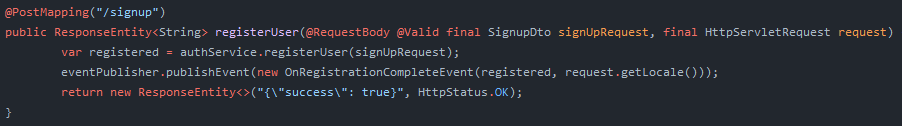 @PostMapping("/signup")
public ResponseEntity<String> registerUser(@RequestBody @Valid final SignupDto signUpRequest, final HttpServletRequest request)
var registered = authService.registerUser(signUpRequest);
eventPublisher.publishEvent(new OnRegistrationCompleteEvent(registered, request.getLocale()));
return new ResponseEntity<>("{\"success\": true}", HttpStatus.OK);
}